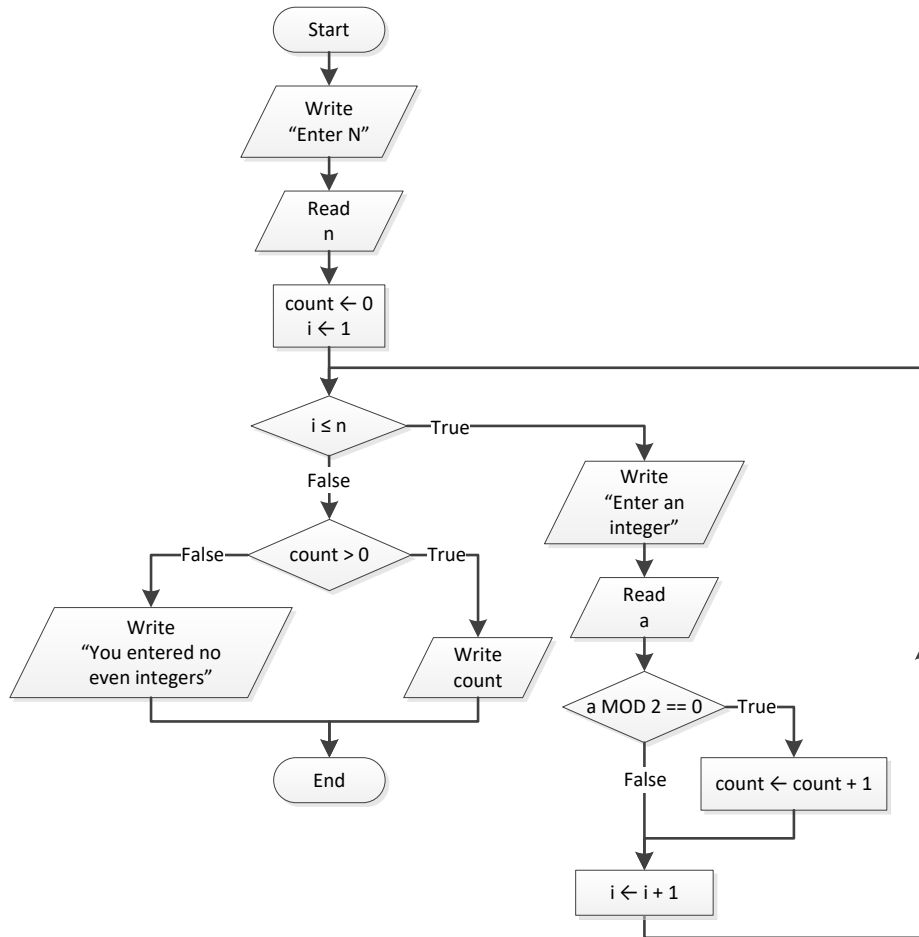 Start
Write
“Enter N”
Read
n
count ← 0
i ← 1
i ≤ n
True
False
Write
“Enter an
integer”
count > 0
False
True
Read
a
Write
“You entered no
even integers”
Write
count
a MOD 2 == 0
True
False
End
count ← count + 1
i ← i + 1